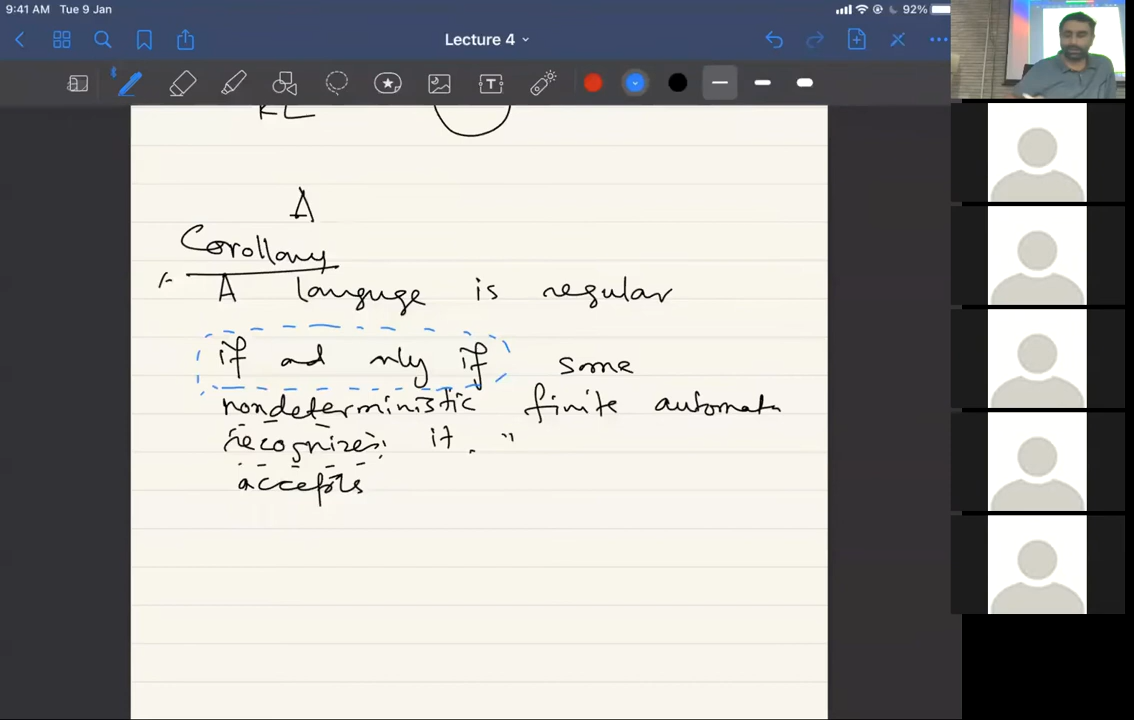 9:41 AM Tue 9 Jan
92%
Lecture 4
RL
A
Corollary
A language is regular
if and only if some
nondeterministic finite automata
recognizes it. "
accepts